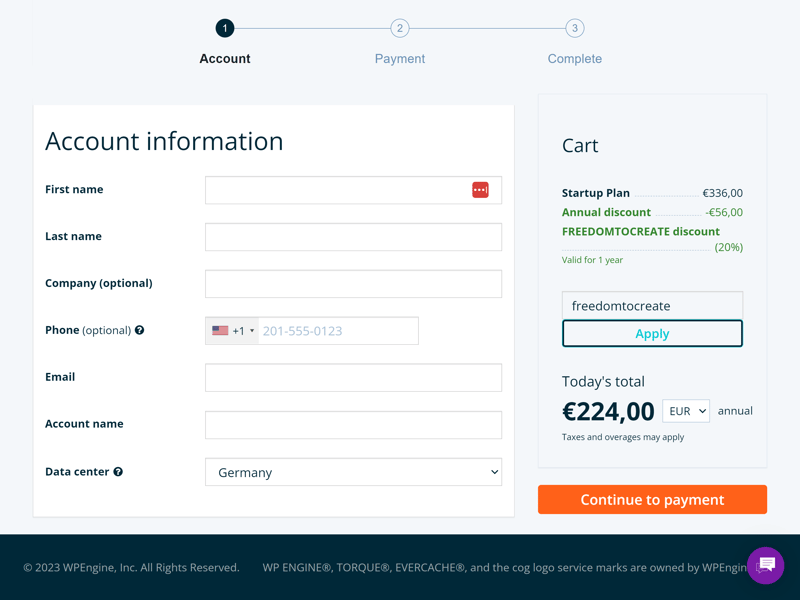 1
2
3
Account
Payment
Complete
Account information
First name
Last name
Company (optional)
Phone (optional) ?
+1
201-555-0123
Email
Account name
Data center ?
Germany
Cart
Startup Plan €336,00
Annual discount -€56,00
FREEDOMTOCREATE discount
(20%)
Valid for 1 year
freedomtocreate
Apply
Today's total
€224,00 EUR annual
Taxes and overages may apply
Continue to payment
© 2023 WPEngine, Inc. All Rights Reserved. WP ENGINE®, TORQUE®, EVERCACHE®, and the cog logo service marks are owned by WPEngin